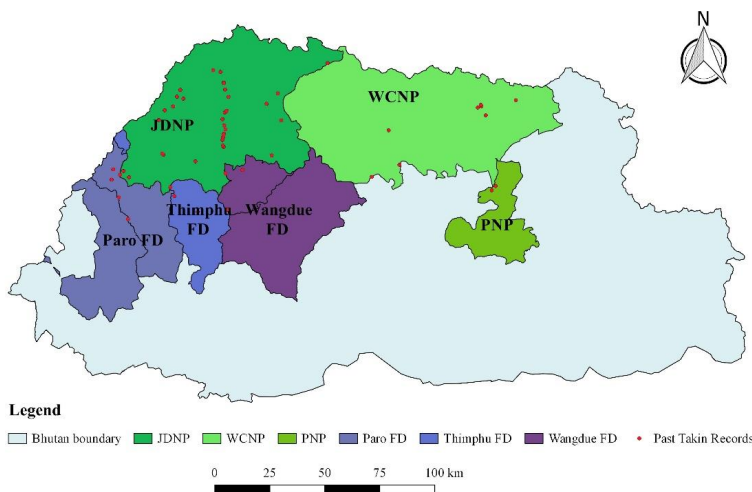 N
WCNP
JDNP
Thimphu
FD
Wangdue
FD
Paro FD
PNP
Legend
Bhutan boundary JDNP WCNP PNP Paro FD Thimphu FD Wangdue FD Past Takin Records
0 25 50 75 100 km